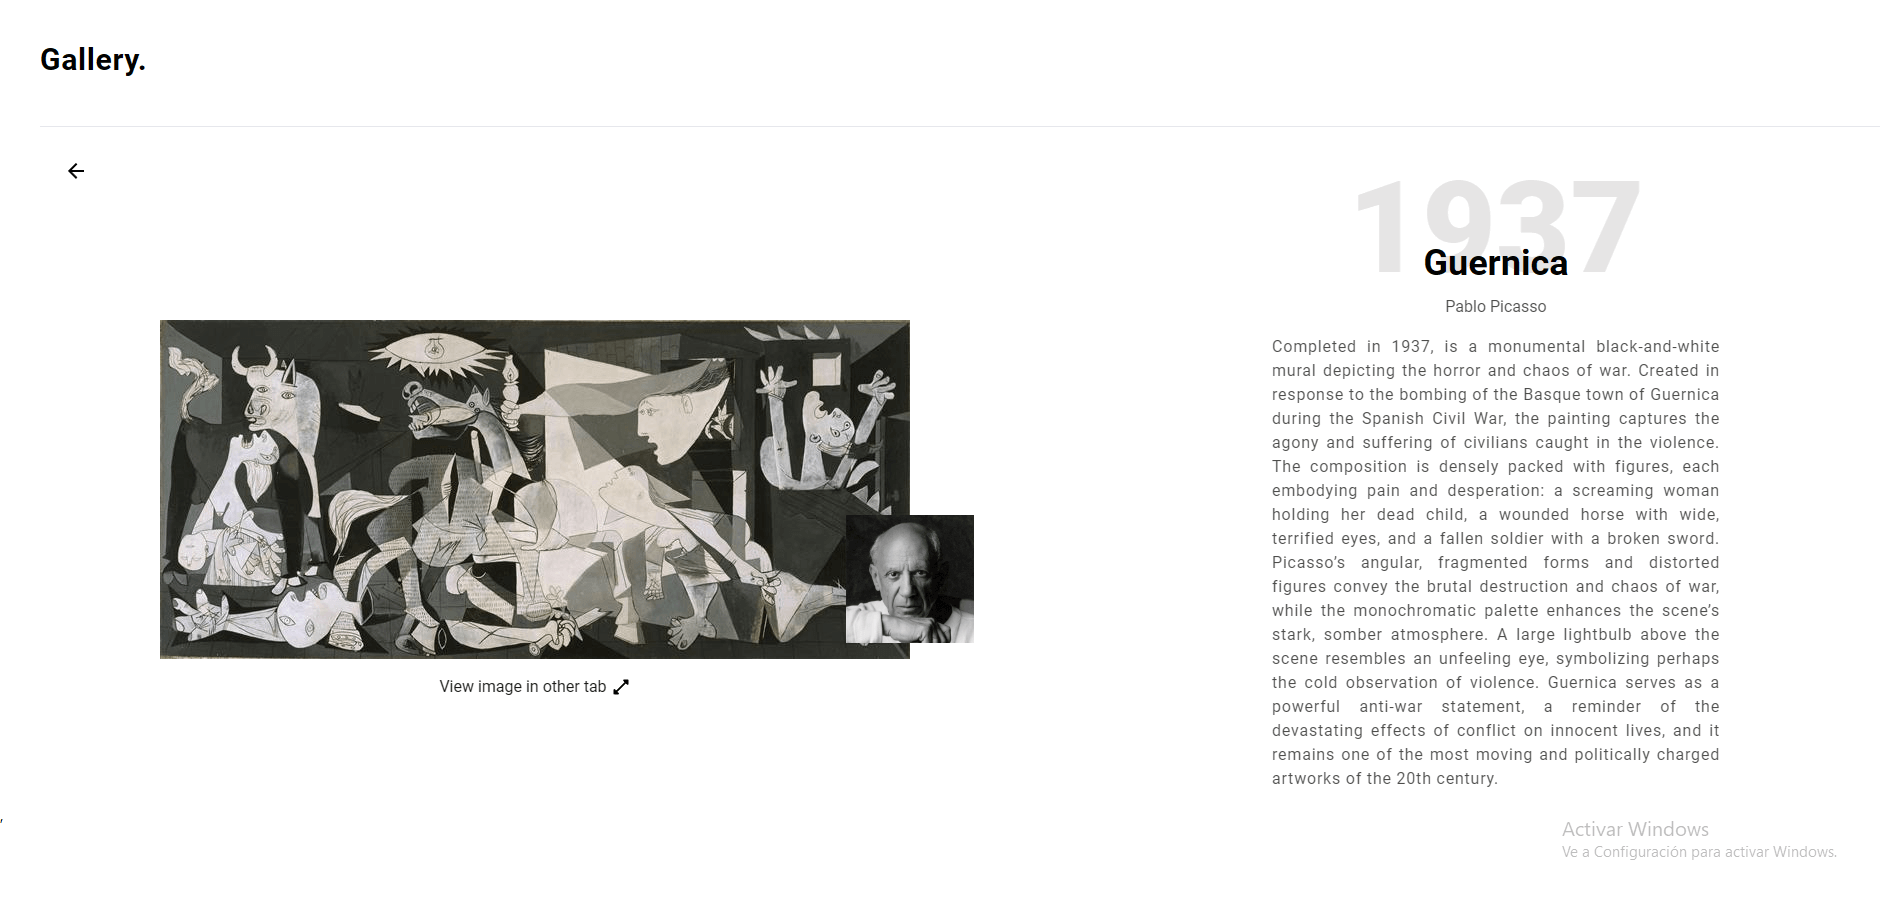 Gallery.
1937
Guernica
Pablo Picasso
Completed in 1937, is a monumental black-and-white
mural depicting the horror and chaos of war. Created in
response to the bombing of the Basque town of Guernica
during the Spanish Civil War, the painting captures the
agony and suffering of civilians caught in the violence.
The composition is densely packed with figures, each
embodying pain and desperation: a screaming woman
holding her dead child, a wounded horse with wide,
terrified eyes, and a fallen soldier with a broken sword.
Picasso’s angular, fragmented forms and distorted
figures convey the brutal destruction and chaos of war,
while the monochromatic palette enhances the scene’s
stark, somber atmosphere. A large lightbulb above the
scene resembles an unfeeling eye, symbolizing perhaps
the cold observation of violence. Guernica serves as a
powerful anti-war statement, a reminder of the
devastating effects of conflict on innocent lives, and it
remains one of the most moving and politically charged
artworks of the 20th century.
View image in other tab
,
Activar Windows
Ve a Configuración para activar Windows.